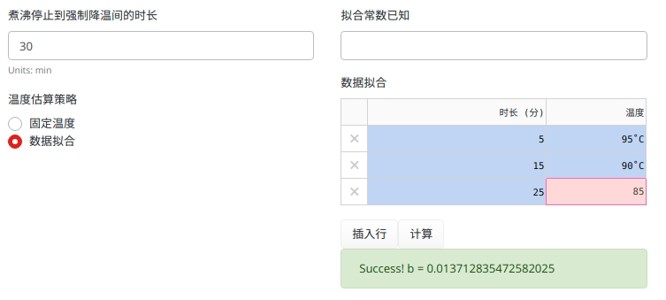 煮沸停止到强制降温间的时长
30
Units: min
温度估算策略
固定温度
数据拟合
拟合常数已知
数据拟合
时长 (分) 温度
× 5 95˚C
× 15 90˚C
× 25 85
插入行 计算
Success! b = 0.013712835472582025